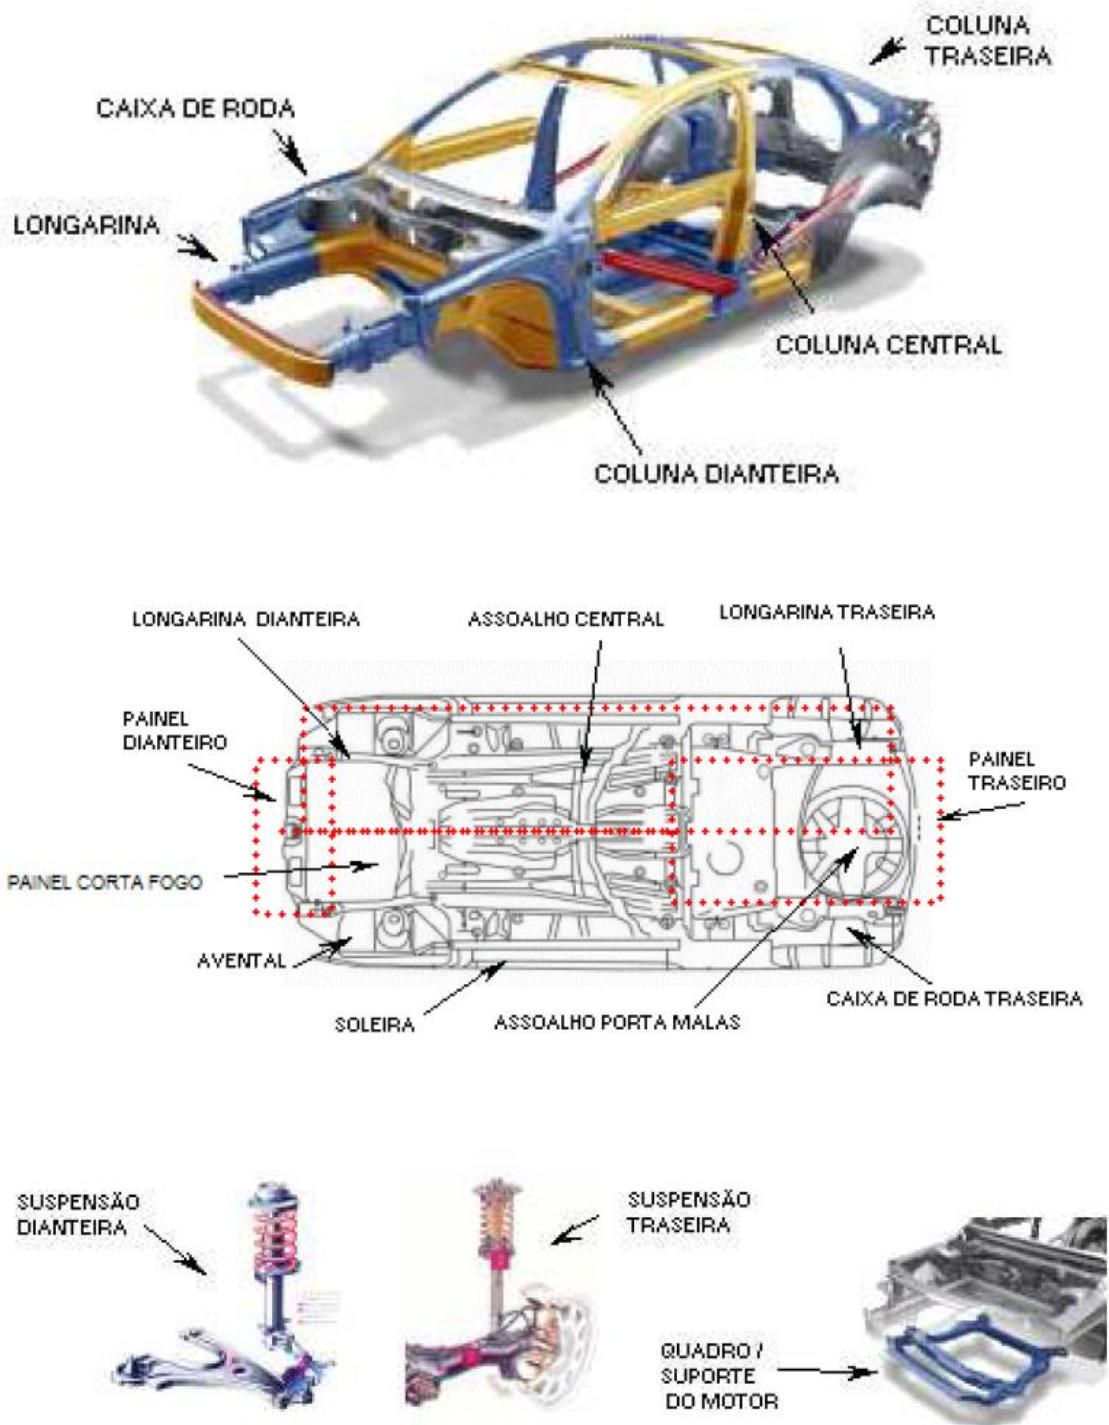 COLUNA
TRASEIRA
CAIXA DE RODA
LONGARINA
COLUNA CENTRAL
COLUNA DIANTEIRA
LONGARINA DIANTEIRA
ASSOALHO CENTRAL
LONGARINA TRASEIRA
PAINEL
DIANTEIRO
PAINEL
TRASEIRO
PAINEL CORTA FOGO
AVENTAL
SOLEIRA
ASSOALHO PORTA MALAS
CAIXA DE RODA TRASEIRA
SUSPENSÃO
DIANTEIRA
SUSPENSÃO
TRASEIRA
QUADRO /
SUPORTE
DO MOTOR